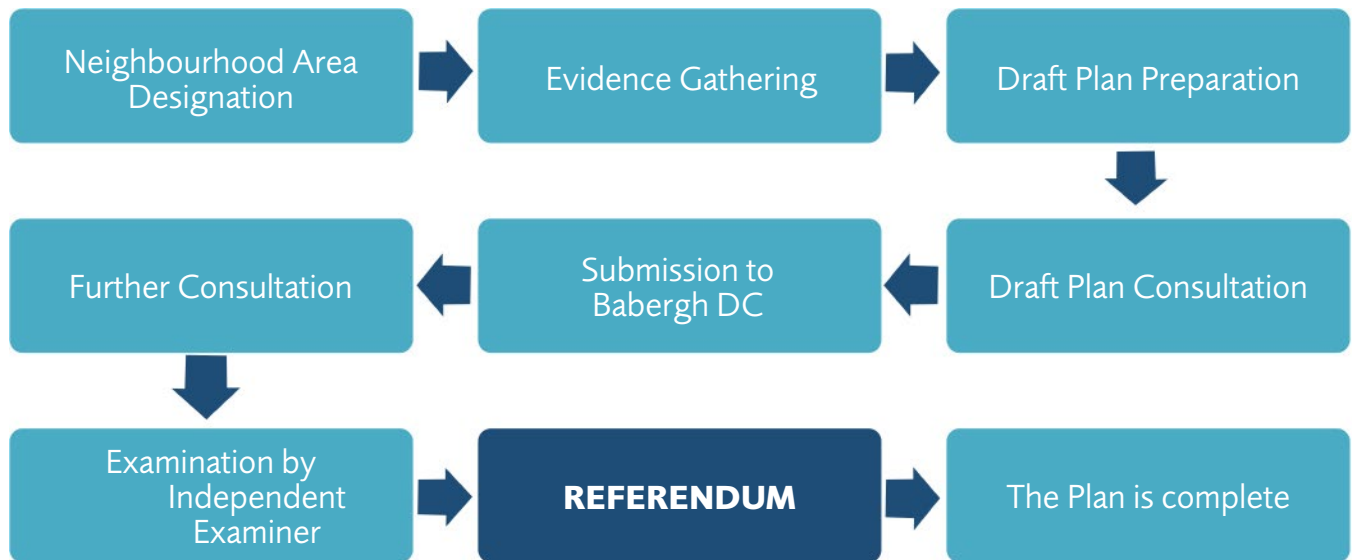 Neighbourhood Area
Designation
Evidence Gathering
Draft Plan Preparation
Draft Plan Consultation
Submission to
Babergh DC
Further Consultation
Examination by
Independent
Examiner
REFERENDUM
The Plan is complete